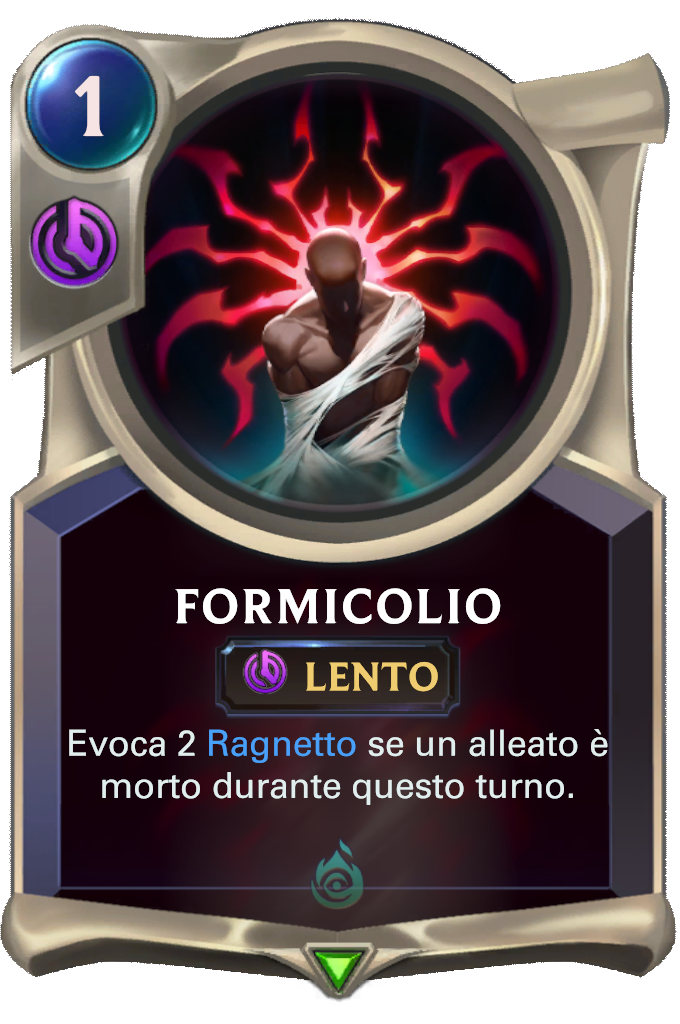 1
FORMICOLIO
LENTO
Evoca 2 Ragnetto se un alleato è
morto durante questo turno.